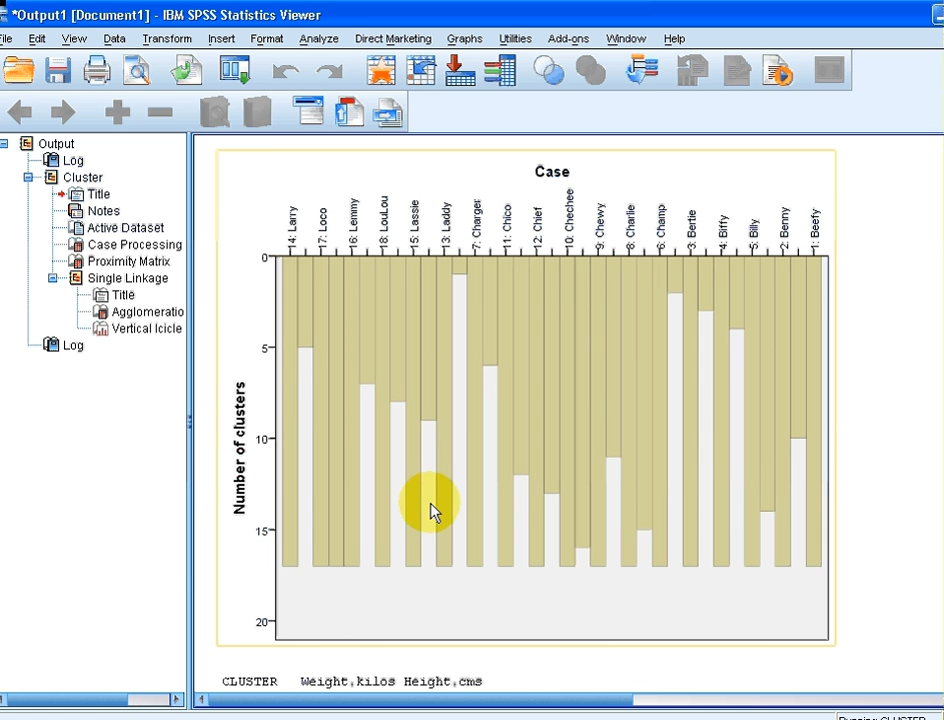 *Output1 [Document1] - IBM SPSS Statistics Viewer
File Edit View Data Transform Insert Format Analyze Direct Marketing Graphs Utilities Add-ons Window Help
Output
Log
Cluster
Title
Notes
Active Dataset
Case Processing
Proximity Matrix
Single Linkage
Title
Agglomeratio
Vertical Icicle
Log
Case
14: Larry
17: Loco
16: Lemmy
18: LouLou
15: Lassie
13: Laddy
7: Charger
11: Chico
12: Chief
10: Chechee
9: Chewy
8: Charlie
6: Champ
3: Bertie
4: Biffy
5: Billy
2: Benny
1: Beefy
Number of clusters
0
5
10
15
20
CLUSTER Weight.kilos Height.cms